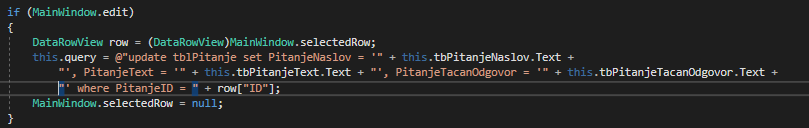 if (MainWindow.edit)
{
DataRowView row = (DataRowView)MainWindow.selectedRow;
this.query = @"update tblPitanje set PitanjeNaslov = '" + this.tbPitanjeNaslov.Text +
"', PitanjeText = '" + this.tbPitanjeText.Text + "', PitanjeTacanOdgovor = '" + this.tbPitanjeTacanOdgovor.Text +
"' where PitanjeID = " + row["ID"];
MainWindow.selectedRow = null;
}